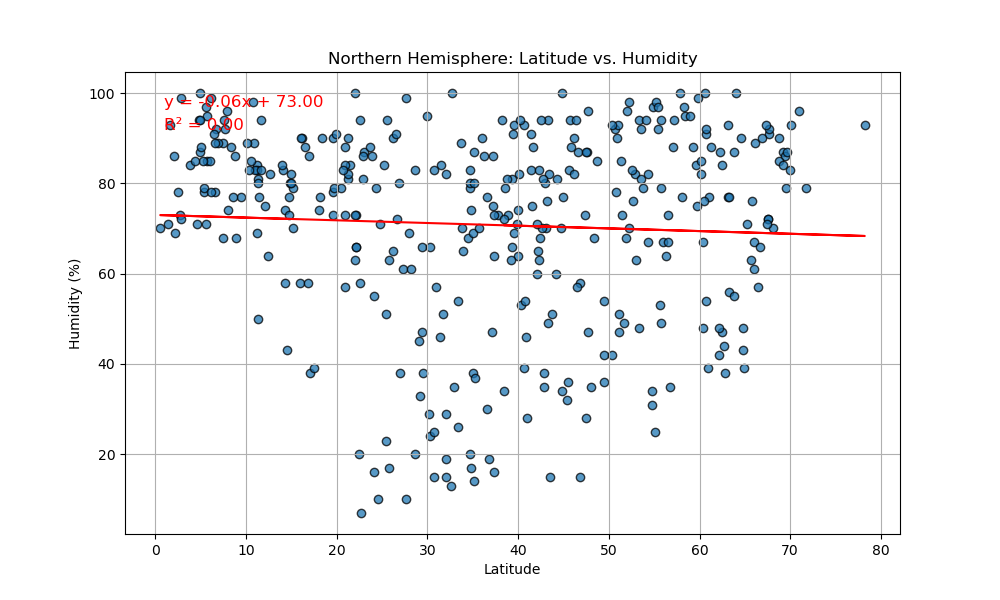 Northern Hemisphere: Latitude vs. Humidity
y = -0.06x + 73.00
R² = 0.00
100
80
60
40
20
Humidity (%)
0 10 20 30 40 50 60 70 80
Latitude